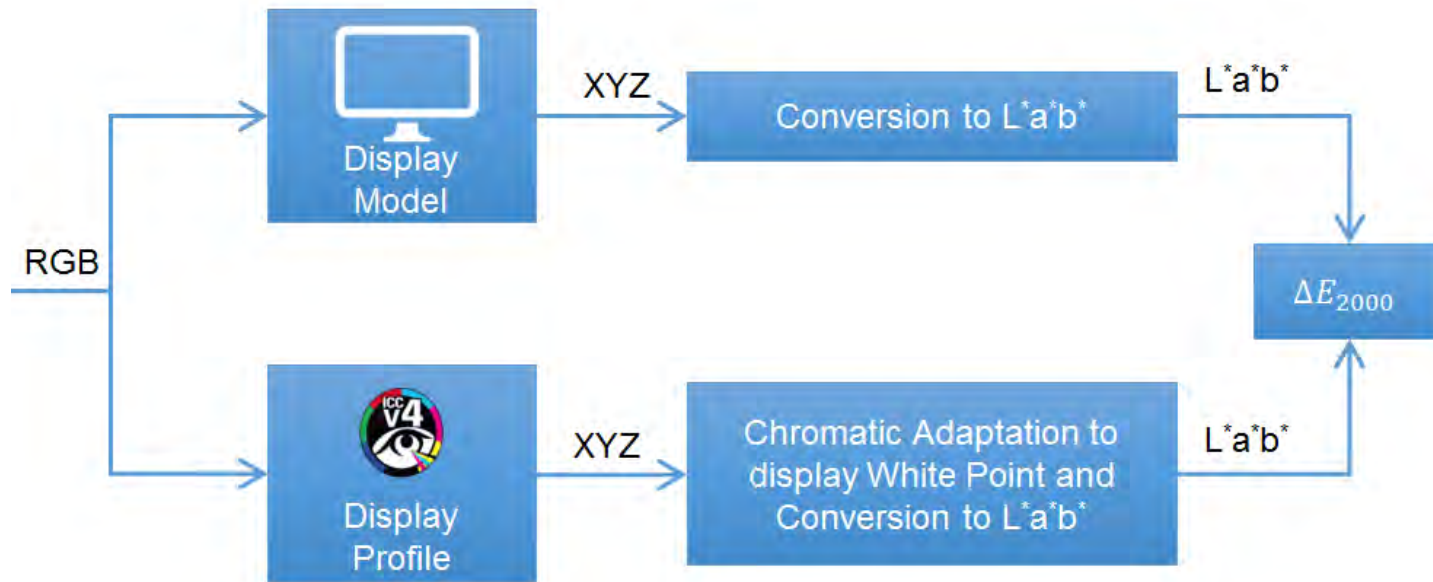 RGB
Display
Model
XYZ
Conversion to L*a*b*
L*a*b*
ICC
V4
Display
Profile
XYZ
Chromatic Adaptation to
display White Point and
Conversion to L*a*b*
L*a*b*
ΔE2000